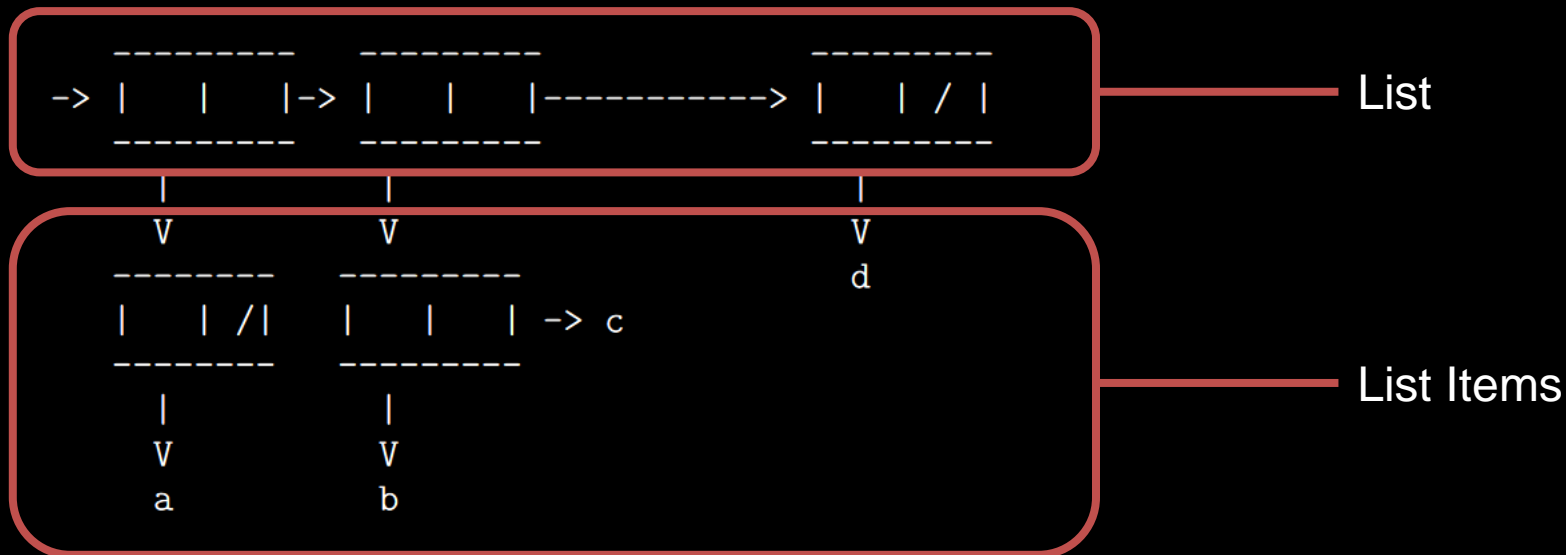 ---------   ---------             ---------
-> |   |   |-> |   |   |-----------> |   | / |   List
---------   ---------             ---------
|           |                       |
V           V                       V
--------   ---------                d
|   | /|   |   |   | -> c
--------   ---------   List Items
|          |
V          V
a          b